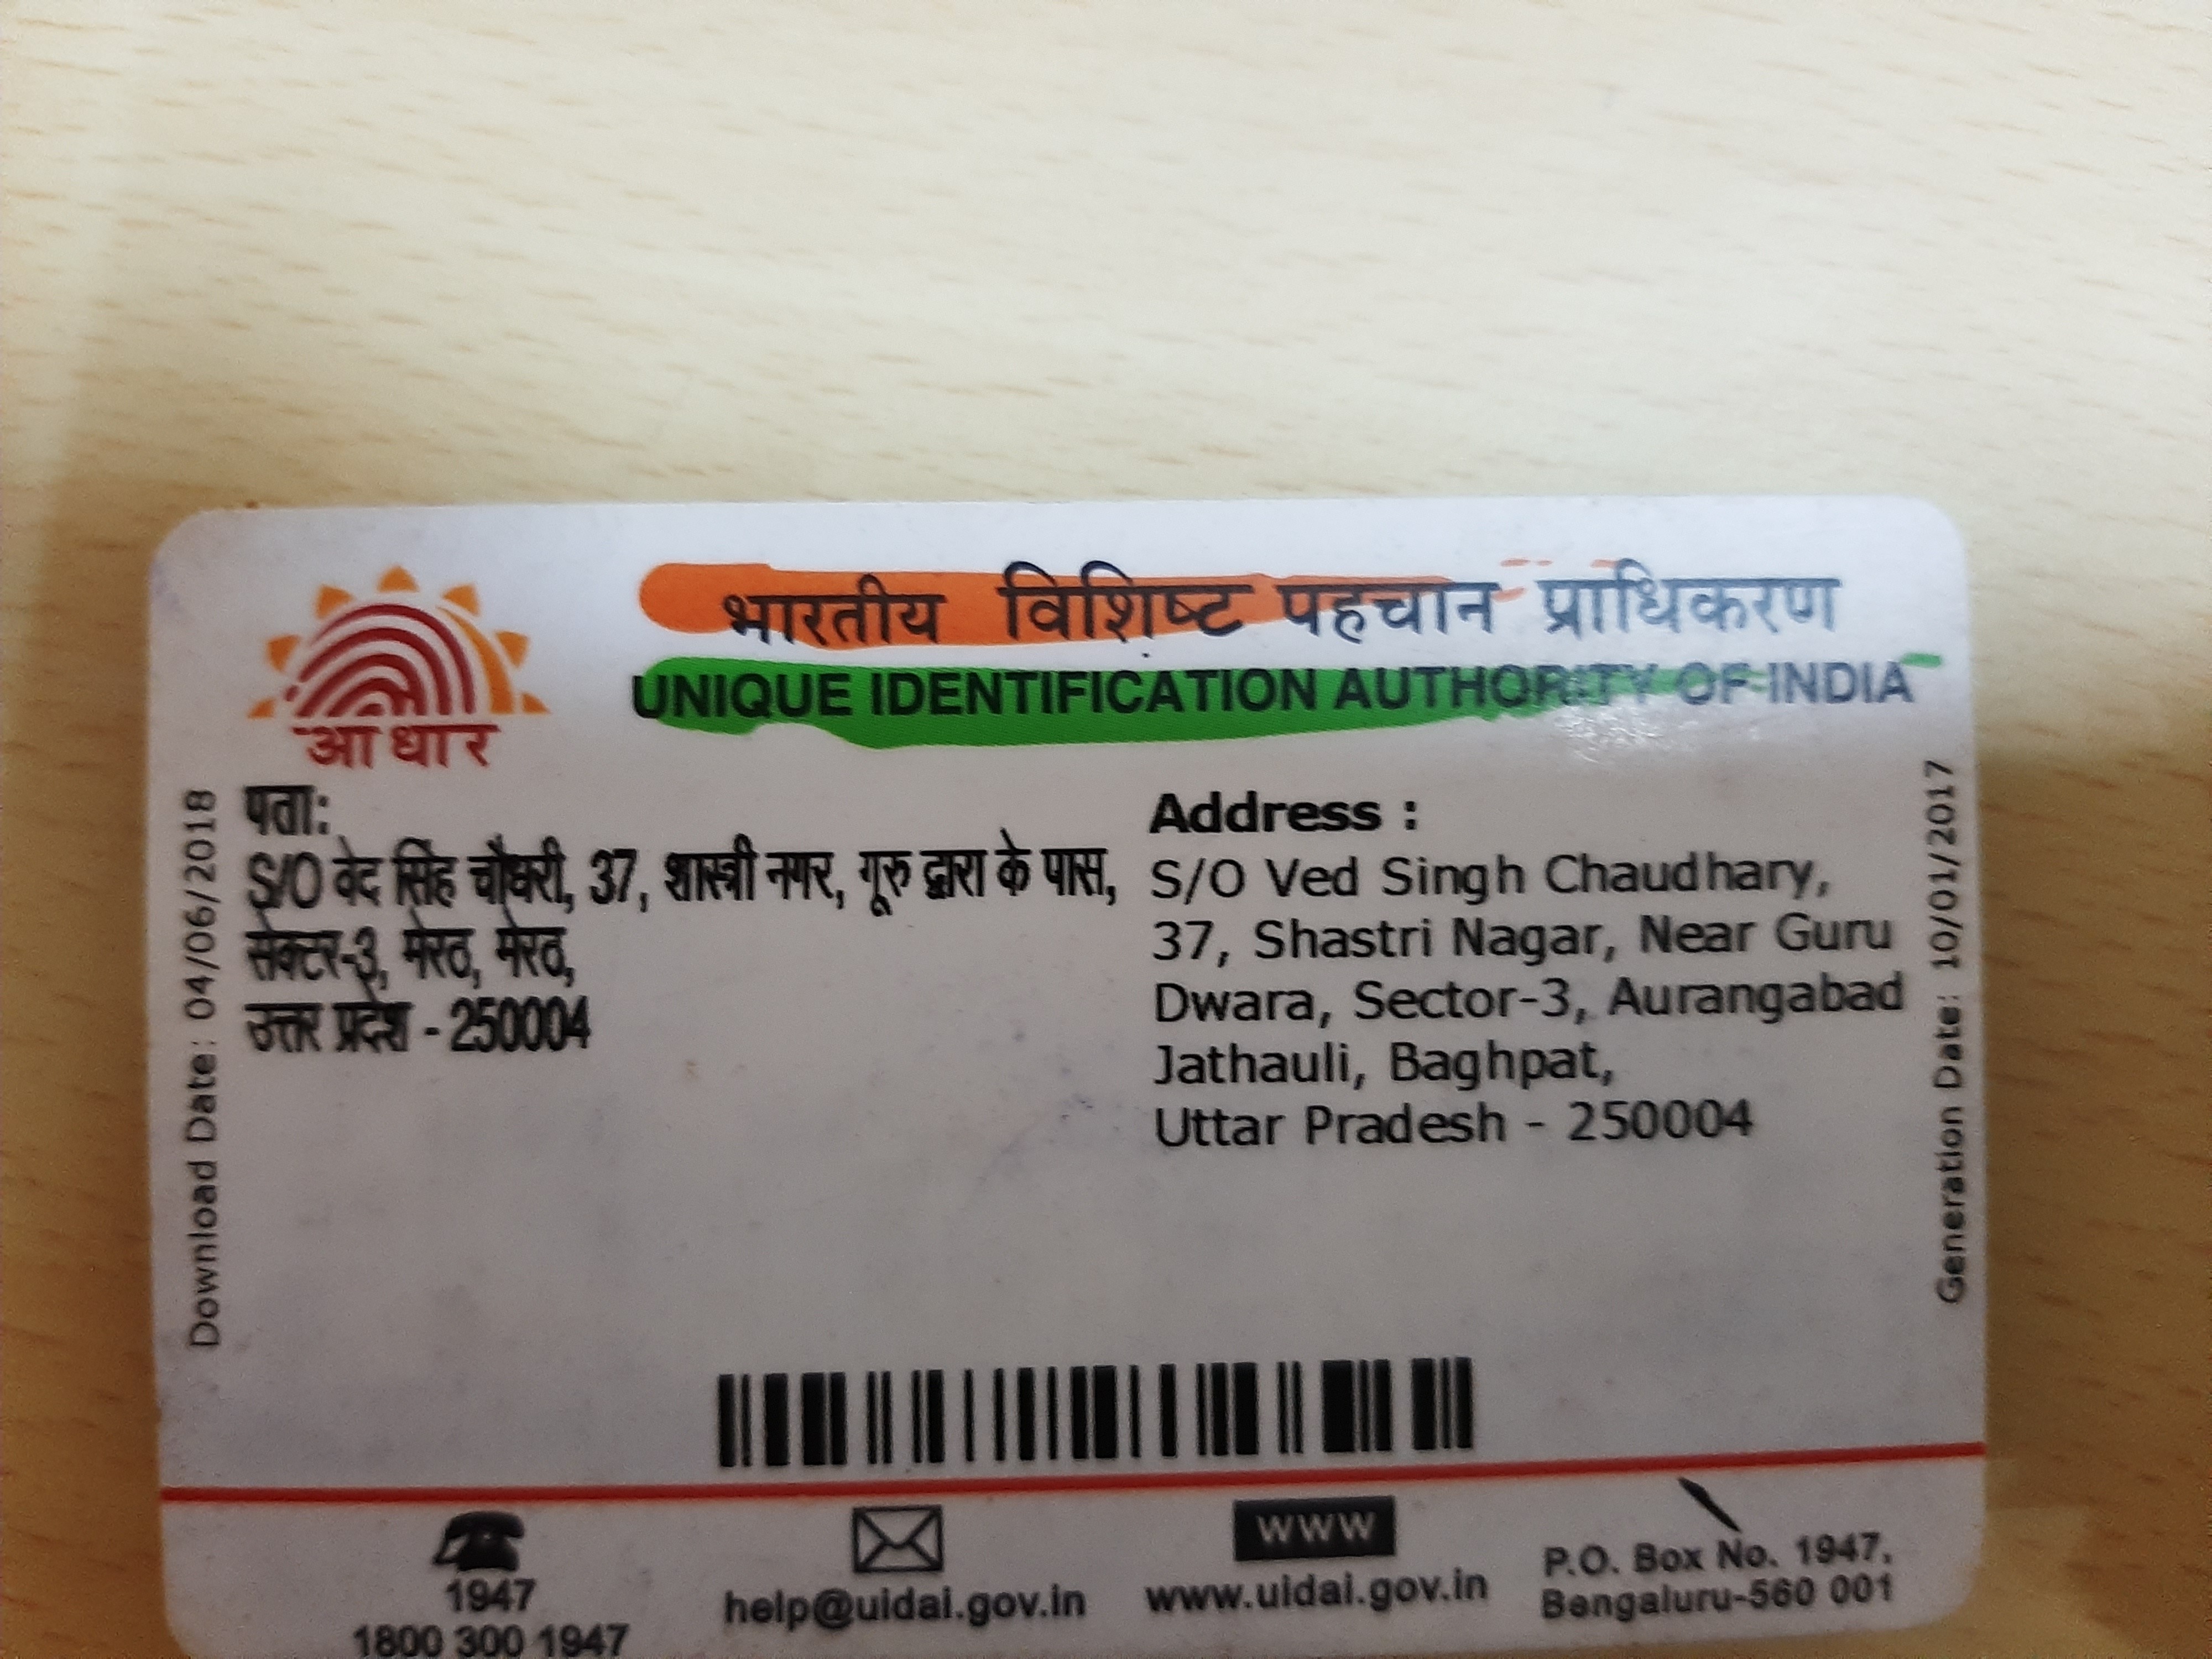 भारतीय विशिष्ट पहचान प्राधिकरण
UNIQUE IDENTIFICATION AUTHORITY OF INDIA
आधार
Download Date: 04/06/2018
पता:
S/O वेद सिंह चौधरी, 37, शास्त्री नगर, गूरु द्वारा के पास,
सेक्टर-3, मेरठ, मेरठ,
उत्तर प्रदेश - 250004
Address :
S/O Ved Singh Chaudhary,
37, Shastri Nagar, Near Guru
Dwara, Sector-3, Aurangabad
Jathauli, Baghpat,
Uttar Pradesh - 250004
Generation Date: 10/01/2017
1947
1800 300 1947
help@uidai.gov.in
www
www.uidai.gov.in
P.O. Box No. 1947,
Bengaluru-560 001